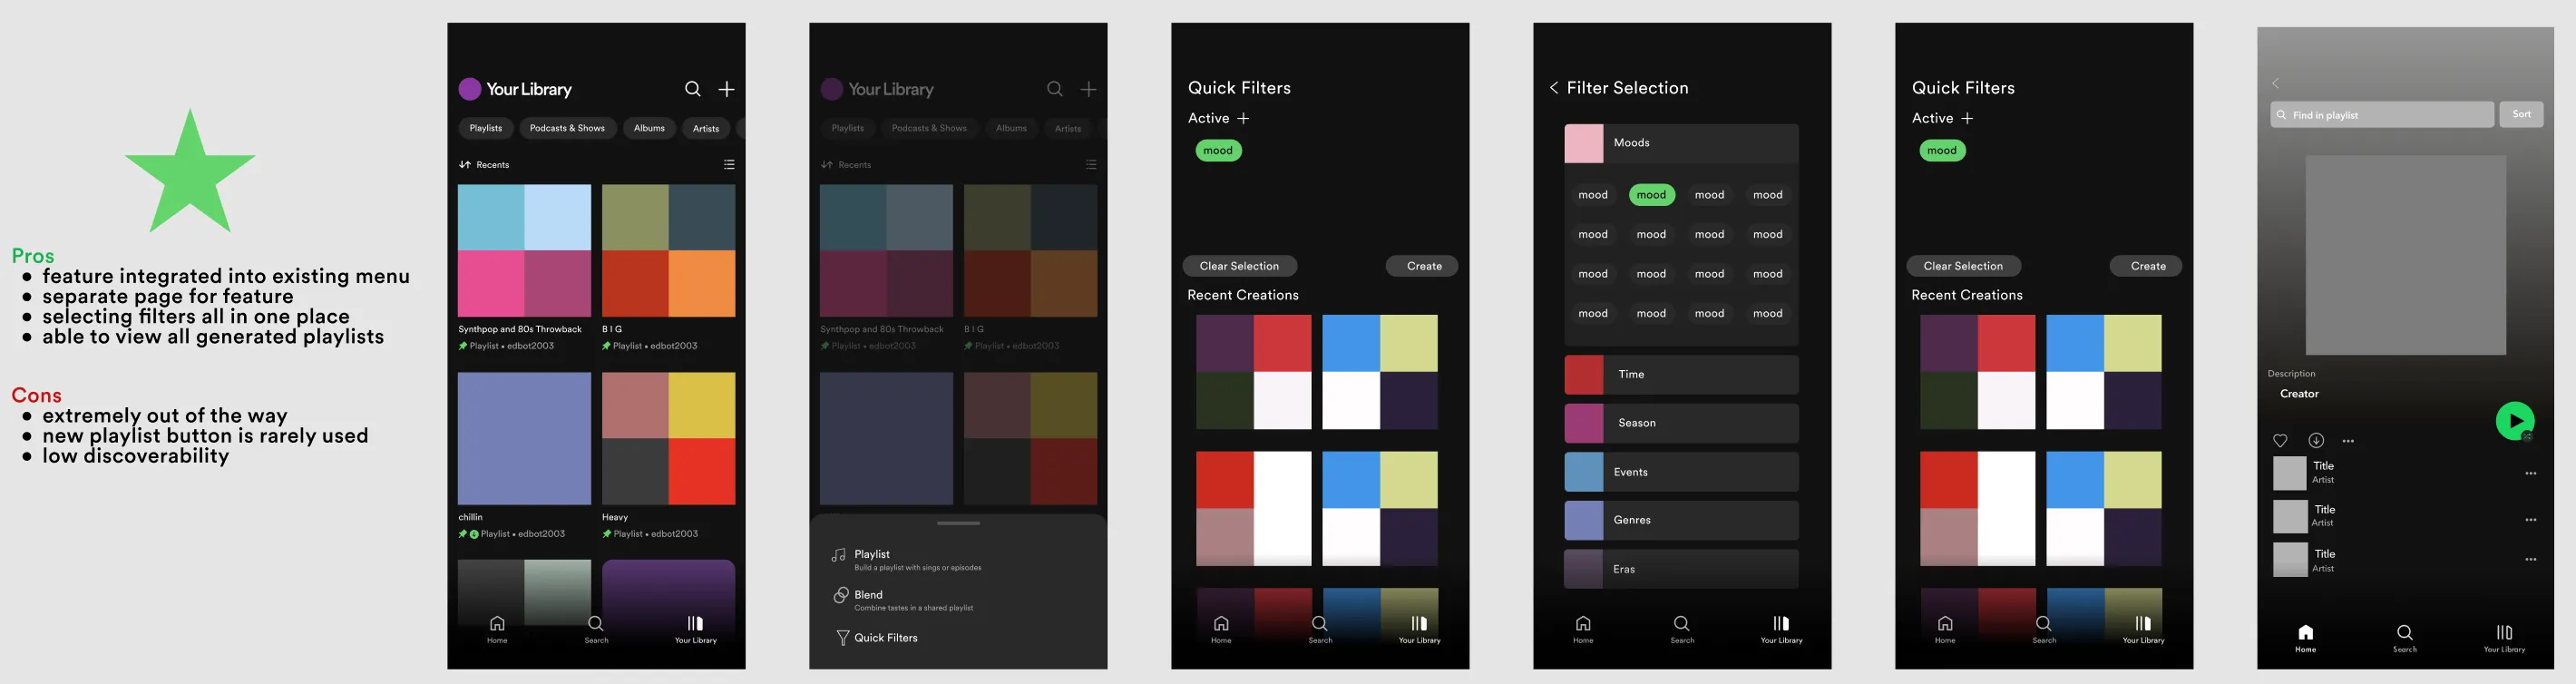 Pros
• feature integrated into existing menu
• separate page for feature
• selecting filters all in one place
• able to view all generated playlists
Cons
• extremely out of the way
• new playlist button is rarely used
• low discoverability
Your Library
Playlists Podcasts & Shows Albums Artists
Recents
Synthpop and 80s Throwback B I G
Playlist • edbot2003 Playlist • edbot2003
chillin Heavy
Playlist • edbot2003 Playlist • edbot2003
Home Search Your Library
Your Library
Playlists Podcasts & Shows Albums Artists
Recents
Synthpop and 80s Throwback B I G
Playlist • edbot2003 Playlist • edbot2003
Playlist
Build a playlist with sings or episodes
Blend
Combine tastes in a shared playlist
Quick Filters
Quick Filters
Active +
mood
Clear Selection Create
Recent Creations
Home Search Your Library
< Filter Selection
Moods
mood mood mood mood
mood mood mood mood
mood mood mood mood
mood mood mood mood
Time
Season
Events
Genres
Eras
Home Search Your Library
Quick Filters
Active +
mood
Clear Selection Create
Recent Creations
Home Search Your Library
Find in playlist Sort
Description
Creator
Title
Artist
Title
Artist
Title
Artist
Home Search Your Library